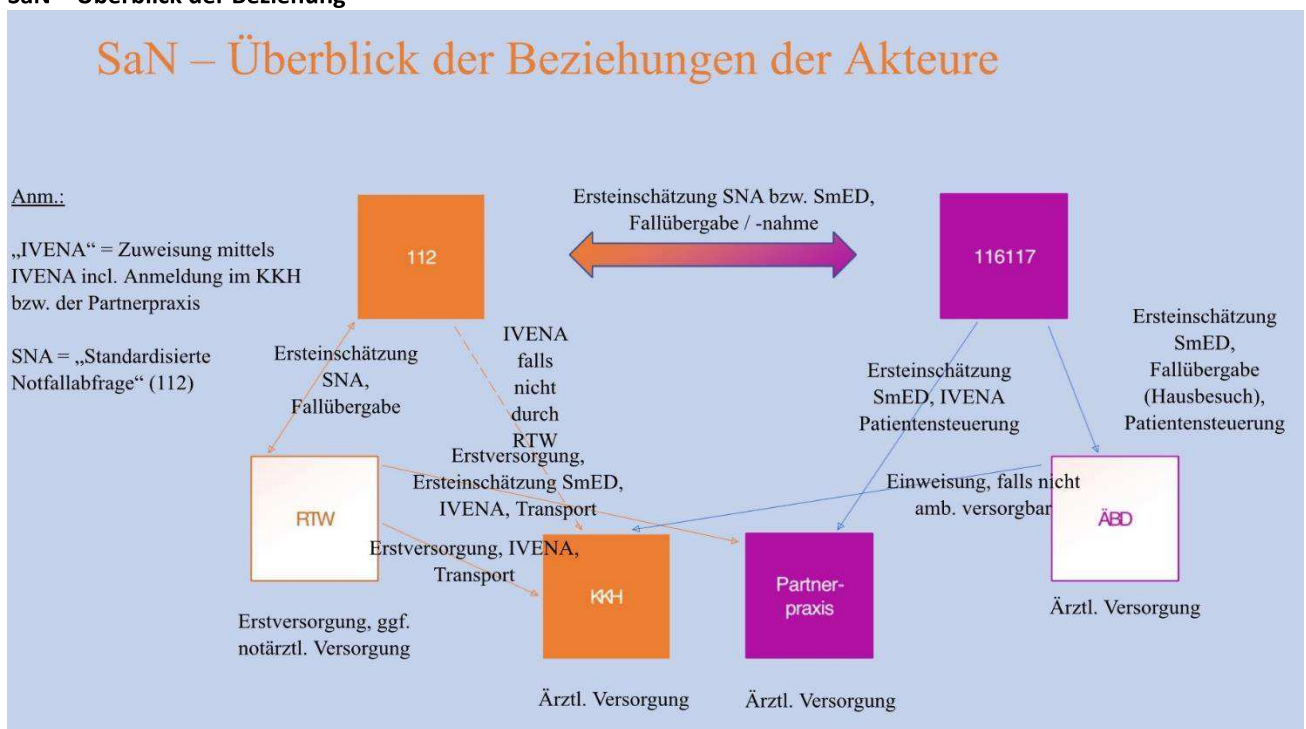 SaN – Überblick der Beziehung
SaN – Überblick der Beziehungen der Akteure
Anm.:
„IVENA“ = Zuweisung mittels
IVENA incl. Anmeldung im KKH
bzw. der Partnerpraxis
SNA = „Standardisierte
Notfallabfrage“ (112)
112
Ersteinschätzung SNA bzw. SmED,
Fallübergabe / -nahme
116117
Ersteinschätzung
SNA,
Fallübergabe
IVENA
falls
nicht
durch
RTW
Ersteinschätzung
SmED, IVENA
Patientensteuerung
Ersteinschätzung
SmED,
Fallübergabe
(Hausbesuch),
Patientensteuerung
Erstversorgung,
Ersteinschätzung SmED,
IVENA, Transport
Einweisung, falls nicht
amb. versorgbar
RTW
Erstversorgung, IVENA,
Transport
KKH
Partner-
praxis
ÄBD
Erstversorgung, ggf.
notärztl. Versorgung
Ärztl. Versorgung
Ärztl. Versorgung
Ärztl. Versorgung